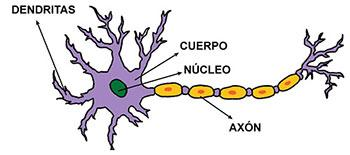 DENDRITAS
CUERPO
NÚCLEO
AXÓN